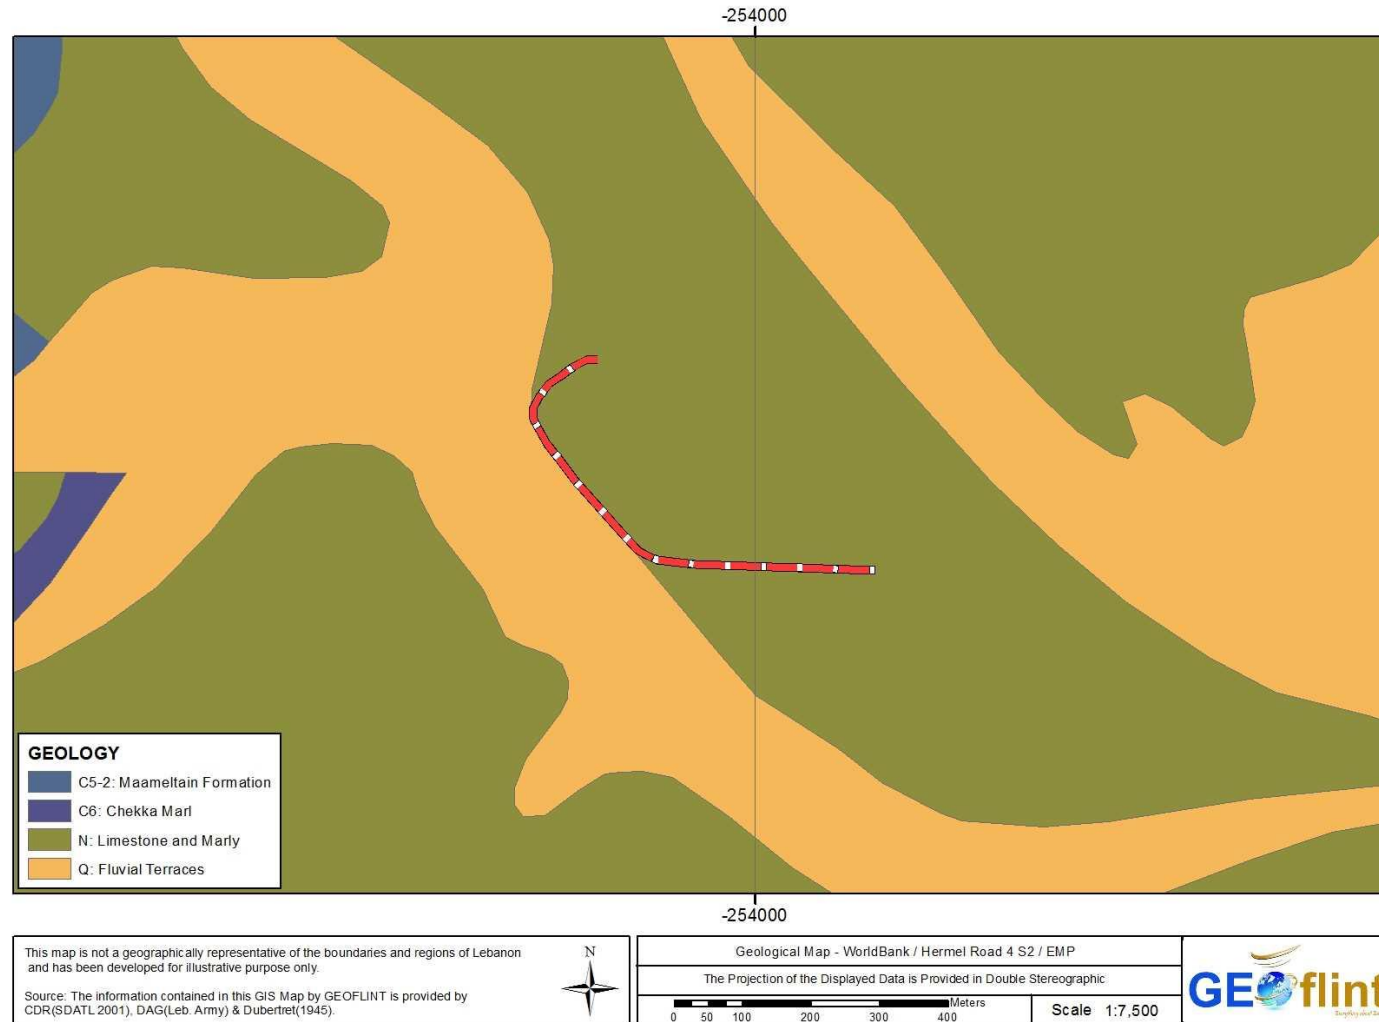 -254000
GEOLOGY
C5-2: Maameltain Formation
C6: Chekka Marl
N: Limestone and Marly
Q: Fluvial Terraces
-254000
This map is not a geographically representative of the boundaries and regions of Lebanon
and has been developed for illustrative purpose only.
Source: The information contained in this GIS Map by GEOFLINT is provided by
CDR(SDATL 2001), DAG(Leb. Army) & Dubertret(1945).
N
Geological Map - WorldBank / Hermel Road 4 S2 / EMP
The Projection of the Displayed Data is Provided in Double Stereographic
Meters
0 50 100 200 300 400
Scale 1:7,500
GEOflint